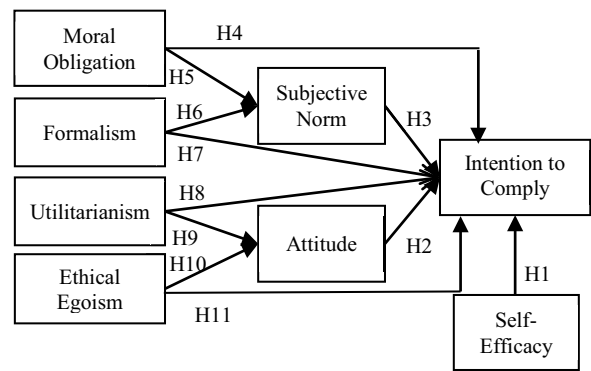 Moral
Obligation
H4
H5
Subjective
Norm
H6
Formalism
H3
H7
Intention to
Comply
H8
Utilitarianism
H9
Attitude
H2
H10
Ethical
Egoism
H1
H11
Self-
Efficacy